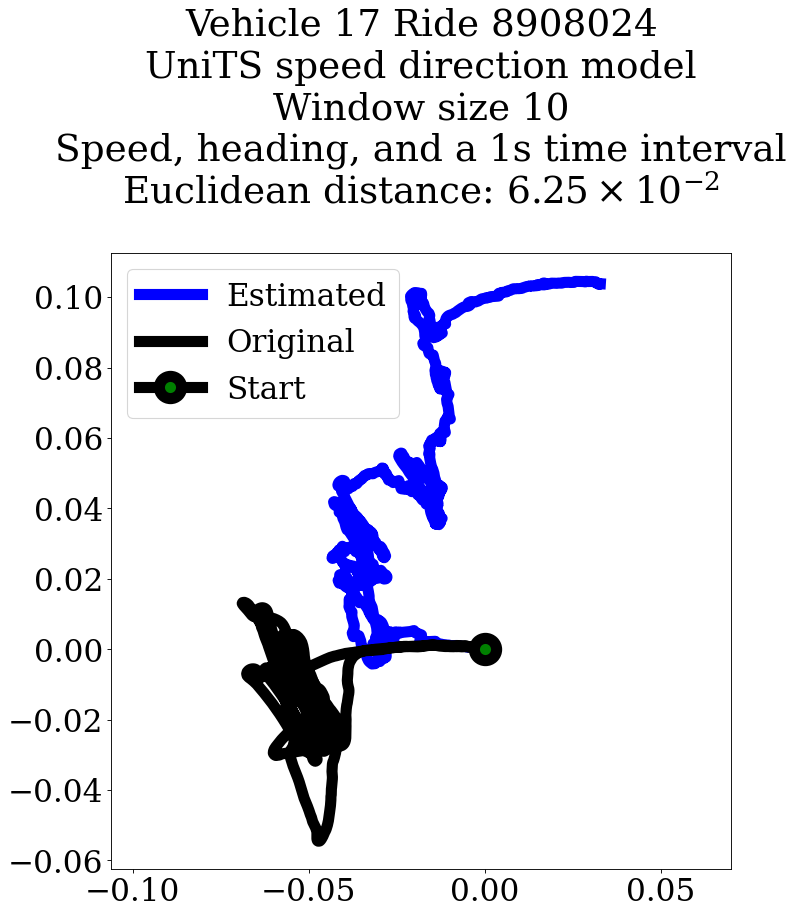 Vehicle 17 Ride 8908024
UniTS speed direction model
Window size 10
Speed, heading, and a 1s time interval
Euclidean distance: 6.25 × 10⁻²
Estimated
Original
Start
0.10
0.08
0.06
0.04
0.02
0.00
−0.02
−0.04
−0.06
−0.10 −0.05 0.00 0.05